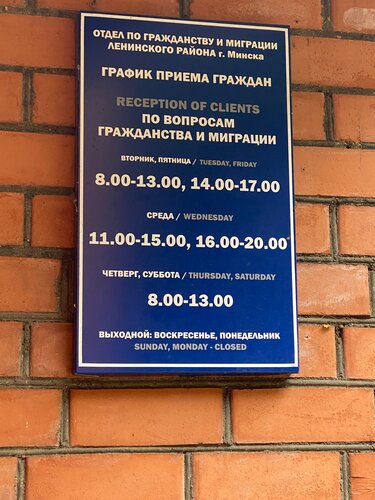 ОТДЕЛ ПО ГРАЖДАНСТВУ И МИГРАЦИИ
ЛЕНИНСКОГО РАЙОНА г. Минска
ГРАФИК ПРИЕМА ГРАЖДАН
RECEPTION OF CLIENTS
ПО ВОПРОСАМ
ГРАЖДАНСТВА И МИГРАЦИИ
ВТОРНИК, ПЯТНИЦА / TUESDAY, FRIDAY
8.00-13.00, 14.00-17.00
СРЕДА / WEDNESDAY
11.00-15.00, 16.00-20.00
ЧЕТВЕРГ, СУББОТА / THURSDAY, SATURDAY
8.00-13.00
ВЫХОДНОЙ: ВОСКРЕСЕНЬЕ, ПОНЕДЕЛЬНИК
SUNDAY, MONDAY - CLOSED